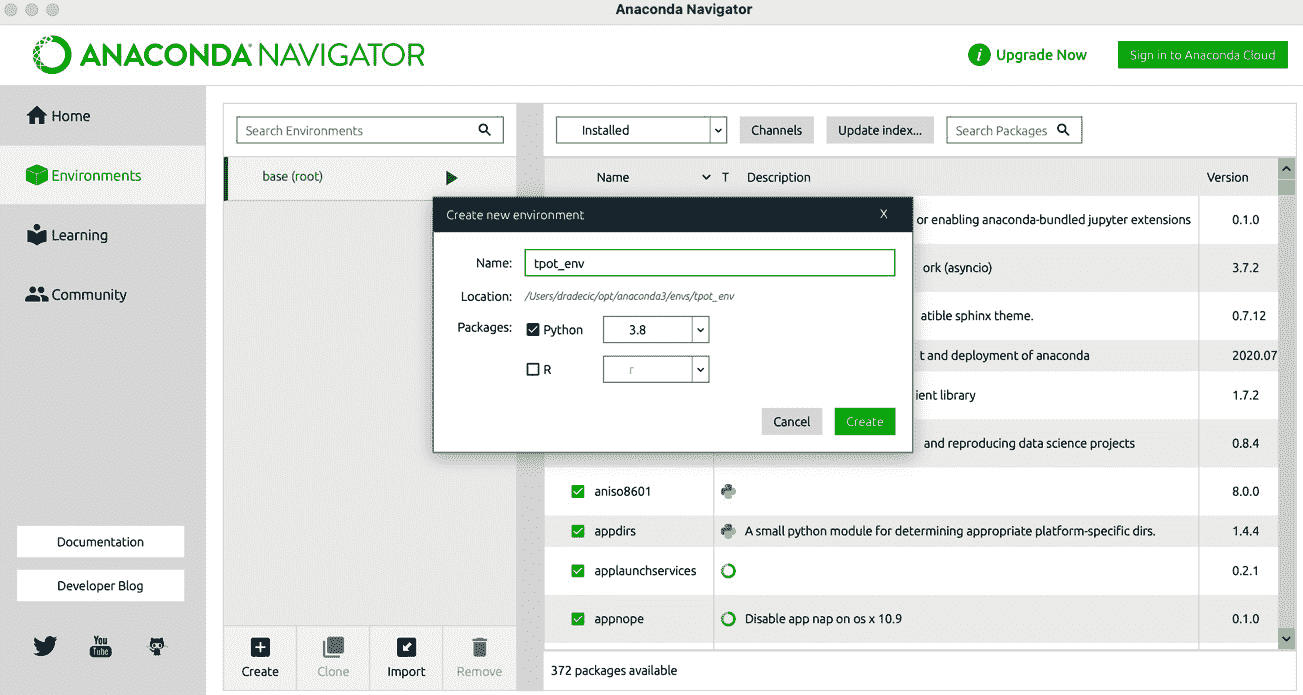 Anaconda Navigator
ANACONDA NAVIGATOR
i Upgrade Now
Sign in to Anaconda Cloud
Home
Environments
Learning
Community
Documentation
Developer Blog
You
Tube
Search Environments
base (root)
Create
Clone
Import
Remove
Installed
Channels
Update index...
Search Packages
Name T Description Version
or enabling anaconda-bundled jupyter extensions 0.1.0
ork (asyncio) 3.7.2
atible sphinx theme. 0.7.12
t and deployment of anaconda 2020.07
ient library 1.7.2
and reproducing data science projects 0.8.4
aniso8601 8.0.0
appdirs A small python module for determining appropriate platform-specific dirs. 1.4.4
applaunchservices 0.2.1
appnope Disable app nap on os x 10.9 0.1.0
372 packages available
Create new environment X
Name: tpot_env
Location: /Users/dradecic/opt/anaconda3/envs/tpot_env
Packages: Python 3.8
R r
Cancel Create